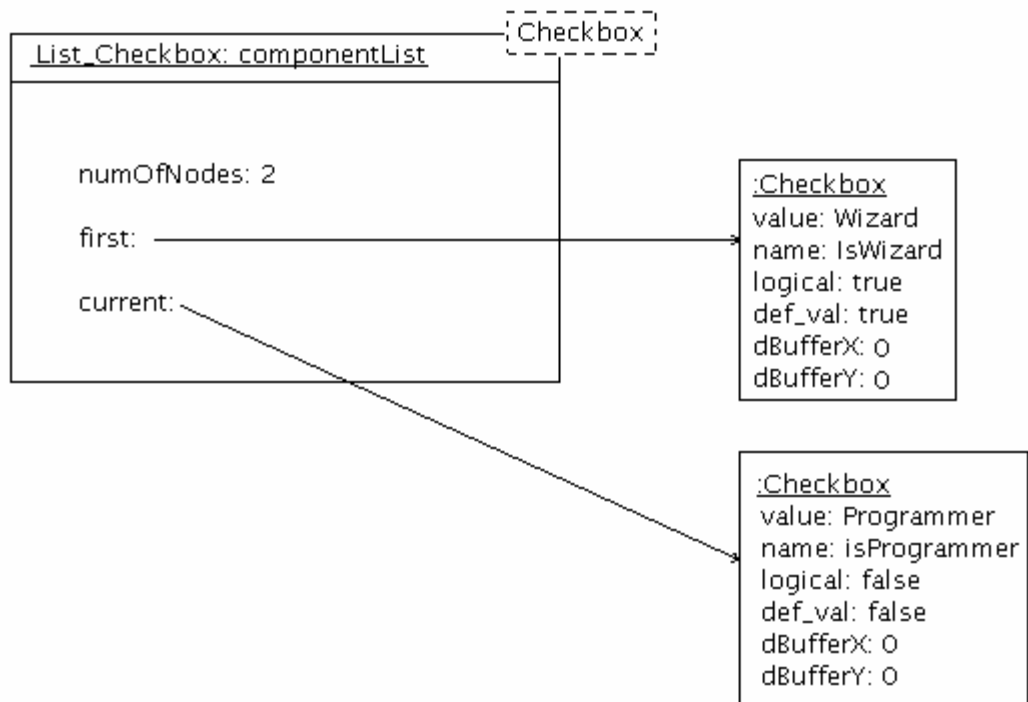 Checkbox
List_Checkbox: componentList
numOfNodes: 2
first:
current:
:Checkbox
value: Wizard
name: IsWizard
logical: true
def_val: true
dBufferX: 0
dBufferY: 0
:Checkbox
value: Programmer
name: isProgrammer
logical: false
def_val: false
dBufferX: 0
dBufferY: 0